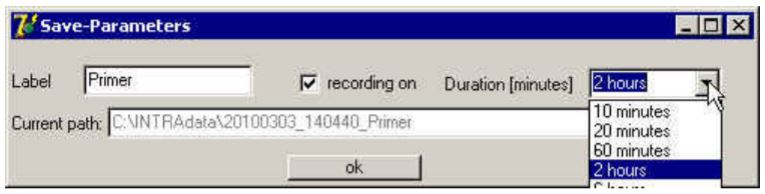 Save-Parameters
Label Primer recording on Duration [minutes] 2 hours
10 minutes
Current path: C:\INTRAdata\20100303_140440_Primer
20 minutes
60 minutes
ok
2 hours